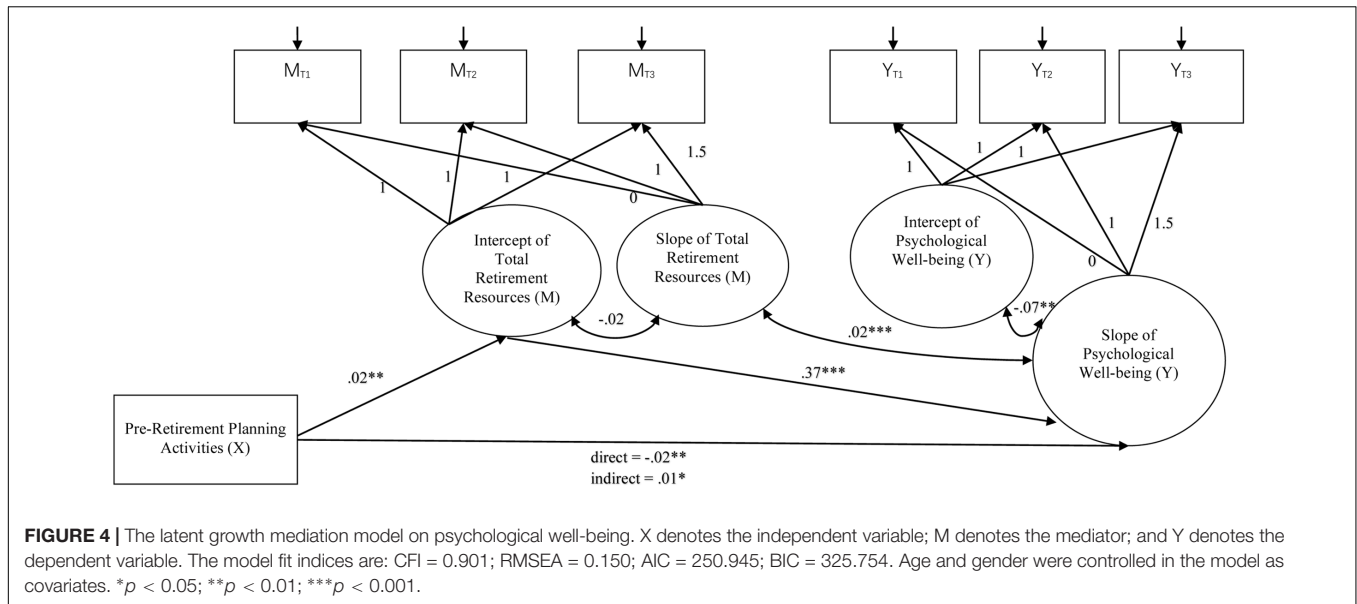 MT1 MT2 MT3 YT1 YT2 YT3
1 1 1 0 1 1.5
1 1 1 0 1 1.5
Intercept of
Total
Retirement
Resources (M)
Slope of Total
Retirement
Resources (M)
Intercept of
Psychological
Well-being (Y)
Slope of
Psychological
Well-being (Y)
-.02
-.07**
.02***
.37***
.02**
Pre-Retirement Planning
Activities (X)
direct = -.02**
indirect = .01*
FIGURE 4 | The latent growth mediation model on psychological well-being. X denotes the independent variable; M denotes the mediator; and Y denotes the
dependent variable. The model fit indices are: CFI = 0.901; RMSEA = 0.150; AIC = 250.945; BIC = 325.754. Age and gender were controlled in the model as
covariates. *p < 0.05; **p < 0.01; ***p < 0.001.